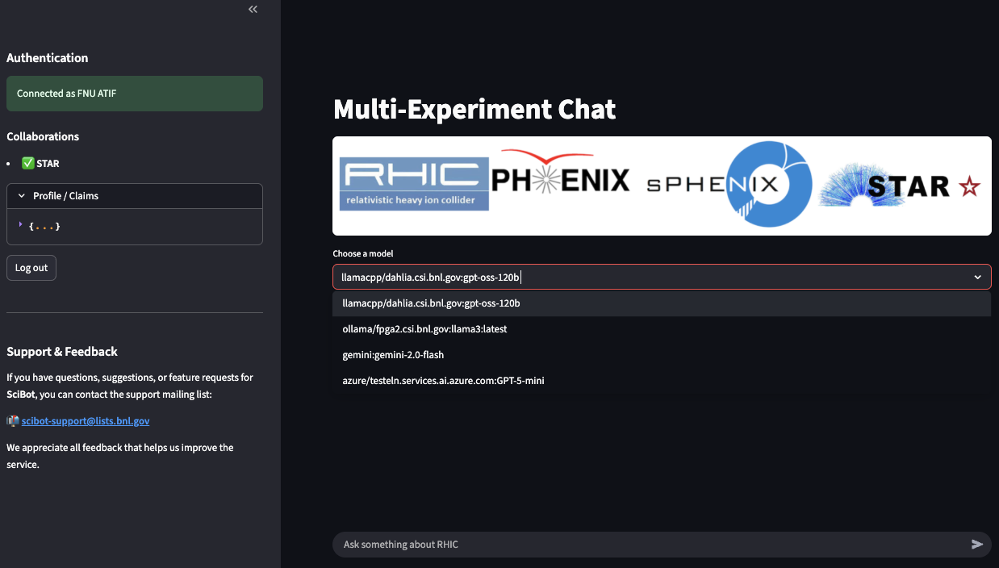 Authentication
Connected as FNU ATIF
Collaborations
STAR
Profile / Claims
{...}
Log out
Support & Feedback
If you have questions, suggestions, or feature requests for
SciBot, you can contact the support mailing list:
scibot-support@lists.bnl.gov
We appreciate all feedback that helps us improve the
service.
Multi-Experiment Chat
RHIC
relativistic heavy ion collider
PHENIX
SPHENIX
STAR
Choose a model
llamacpp/dahlia.csi.bnl.gov:gpt-oss-120b
llamacpp/dahlia.csi.bnl.gov:gpt-oss-120b
ollama/fpga2.csi.bnl.gov:llama3:latest
gemini:gemini-2.0-flash
azure/testeln.services.ai.azure.com:GPT-5-mini
Ask something about RHIC